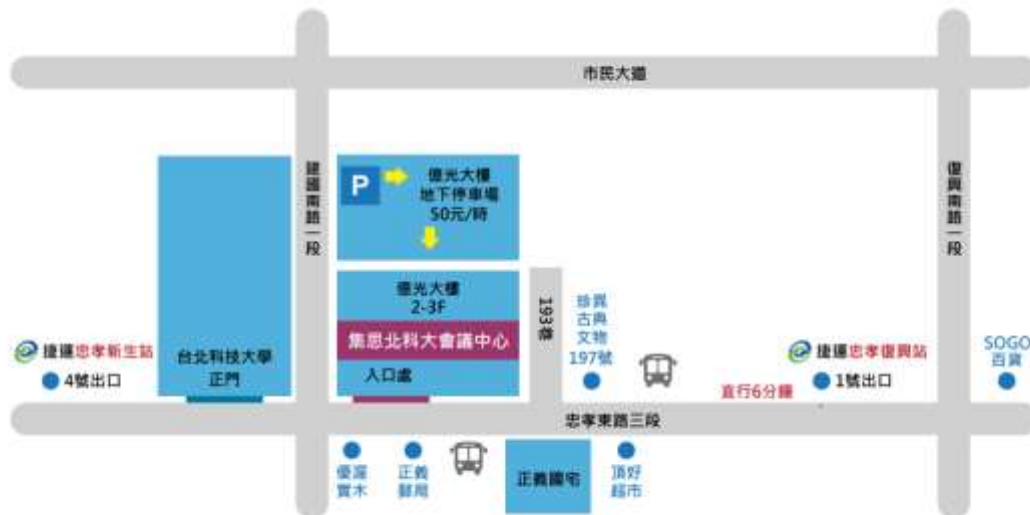 市民大道
建國南路一段
復興南路一段
P
億光大樓
地下停車場
50元/時
億光大樓
2-3F
集思北科大會議中心
入口處
台北科技大學
正門
捷運忠孝新生站
4號出口
193巷
珍異
古典
文物
197號
捷運忠孝復興站
直行6分鐘
1號出口
SOGO
百貨
忠孝東路三段
優渥
實木
正義
郵局
正義國宅
頂好
超市